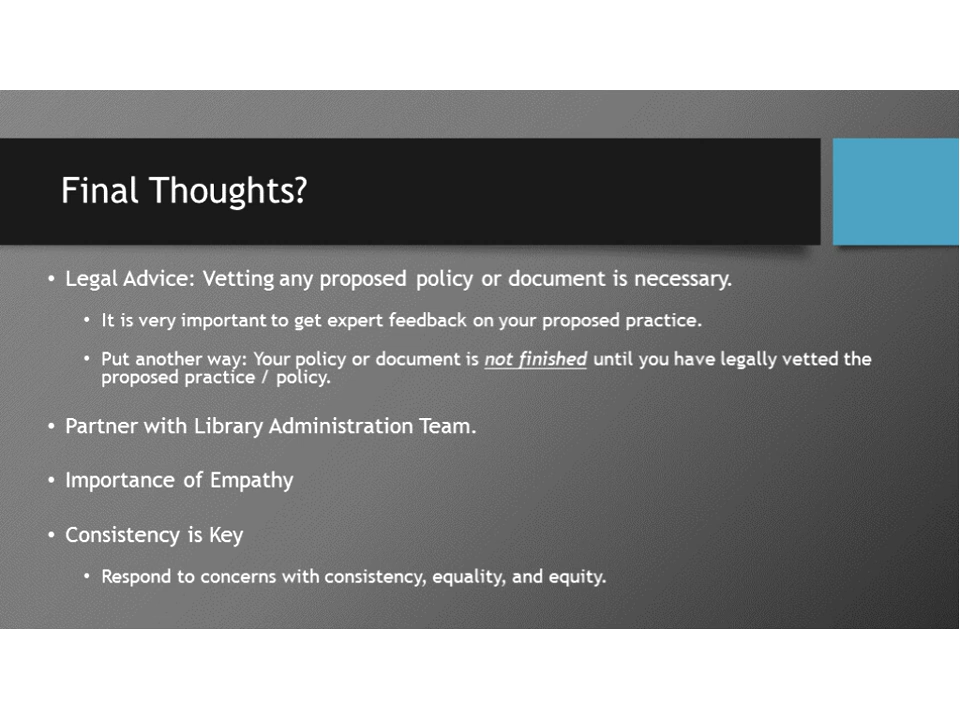 Final Thoughts?
• Legal Advice: Vetting any proposed policy or document is necessary.
• It is very important to get expert feedback on your proposed practice.
• Put another way: Your policy or document is not finished until you have legally vetted the
proposed practice / policy.
• Partner with Library Administration Team.
• Importance of Empathy
• Consistency is Key
• Respond to concerns with consistency, equality, and equity.